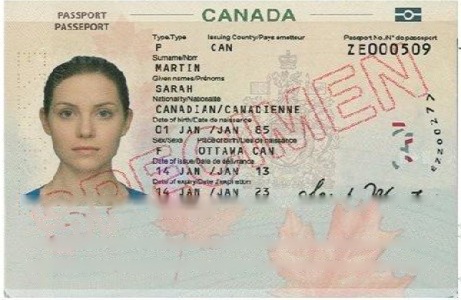 PASSPORT
PASSEPORT
CANADA
Type/Type Issuing Country/Pays émetteur Passport No./N° de passeport
P CAN ZE000509
Surname/Nom
MARTIN
Given names/Prénoms
SARAH
Nationality/Nationalité
CANADIAN/CANADIENNE
Date of birth/Date de naissance
01 JAN /JAN 85
Sex/Sexe Place of birth/Lieu de naissance
F OTTAWA CAN
Date of issue/Date de délivrance
14 JAN /JAN 13
Date of expiry/Date d'expiration
14 JAN /JAN 23
SPECIMEN